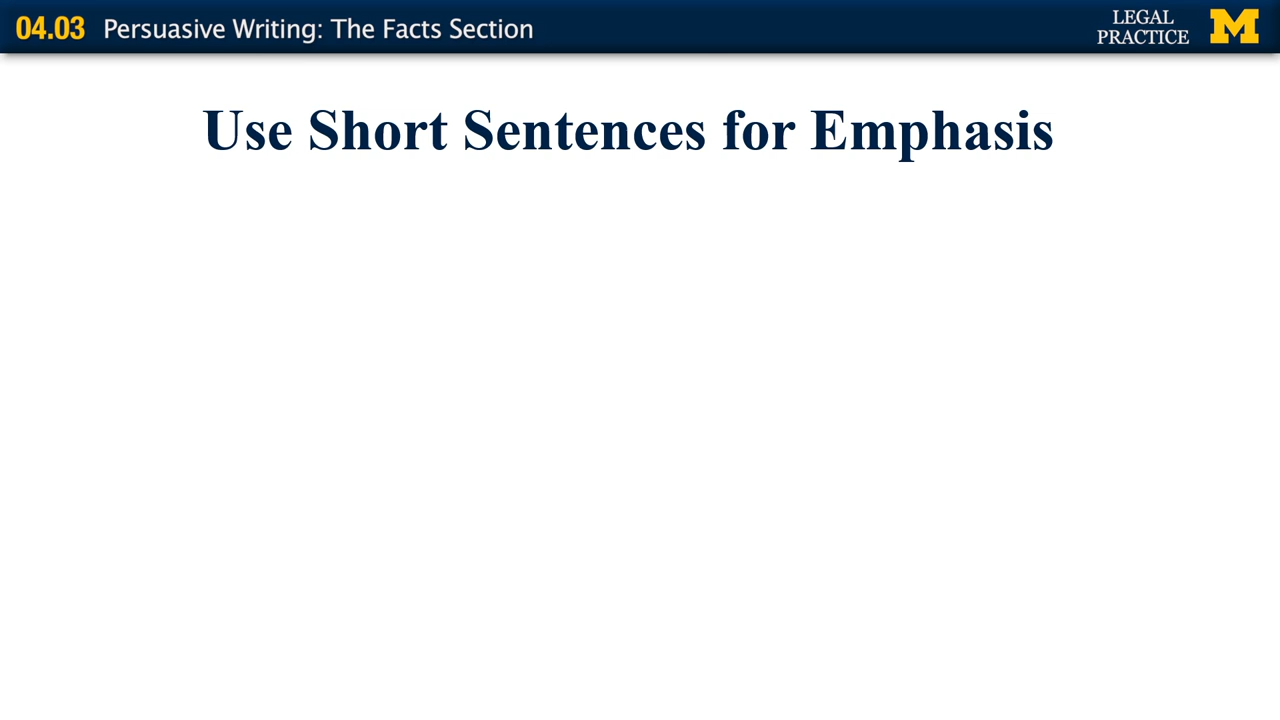 04.03 Persuasive Writing: The Facts Section
LEGAL
PRACTICE
M
Use Short Sentences for Emphasis